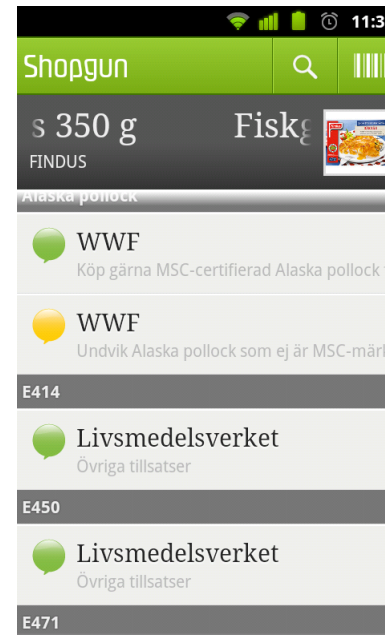 11:3
Shopgun
s 350 g Fiskg
FINDUS
Alaska pollock
WWF
Köp gärna MSC-certifierad Alaska pollock
WWF
Undvik Alaska pollock som ej är MSC-märk
E414
Livsmedelsverket
Övriga tillsatser
E450
Livsmedelsverket
Övriga tillsatser
E471